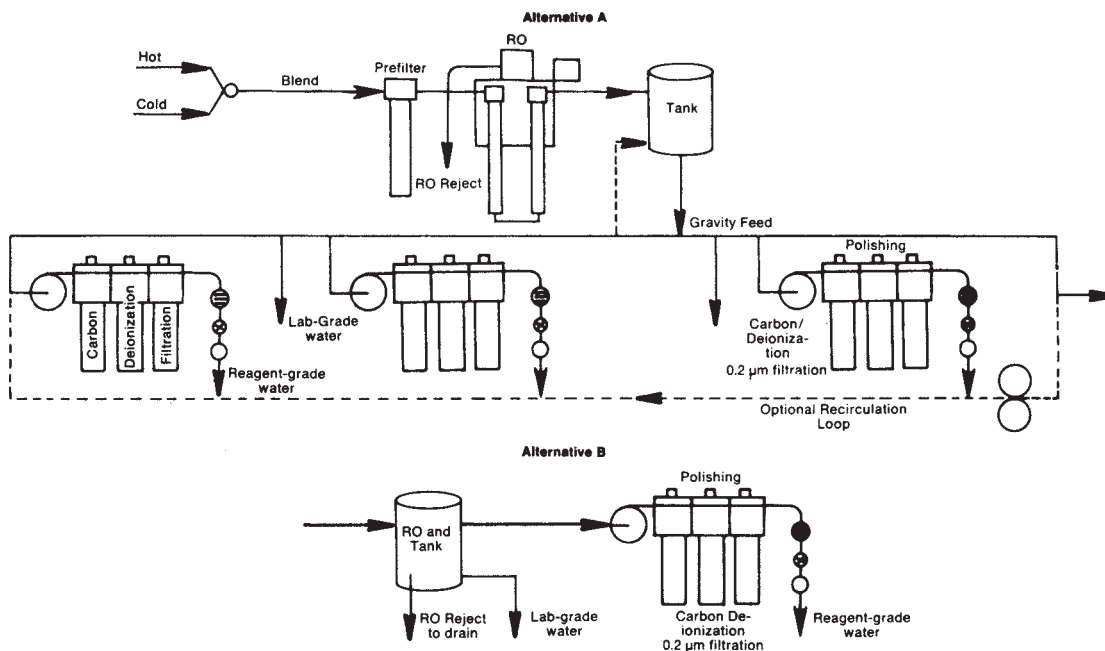 Alternative A
RO
Hot
Prefilter
Blend
Cold
Tank
RO Reject
Gravity Feed
Polishing
Carbon
Deionization
Filtration
Lab-Grade
water
Carbon/
Deioniza-
tion
0.2 µm filtration
Reagent-grade
water
Optional Recirculation
Loop
Alternative B
Polishing
RO and
Tank
RO Reject
to drain
Lab-grade
water
Carbon De-
ionization
0.2 µm filtration
Reagent-grade
water